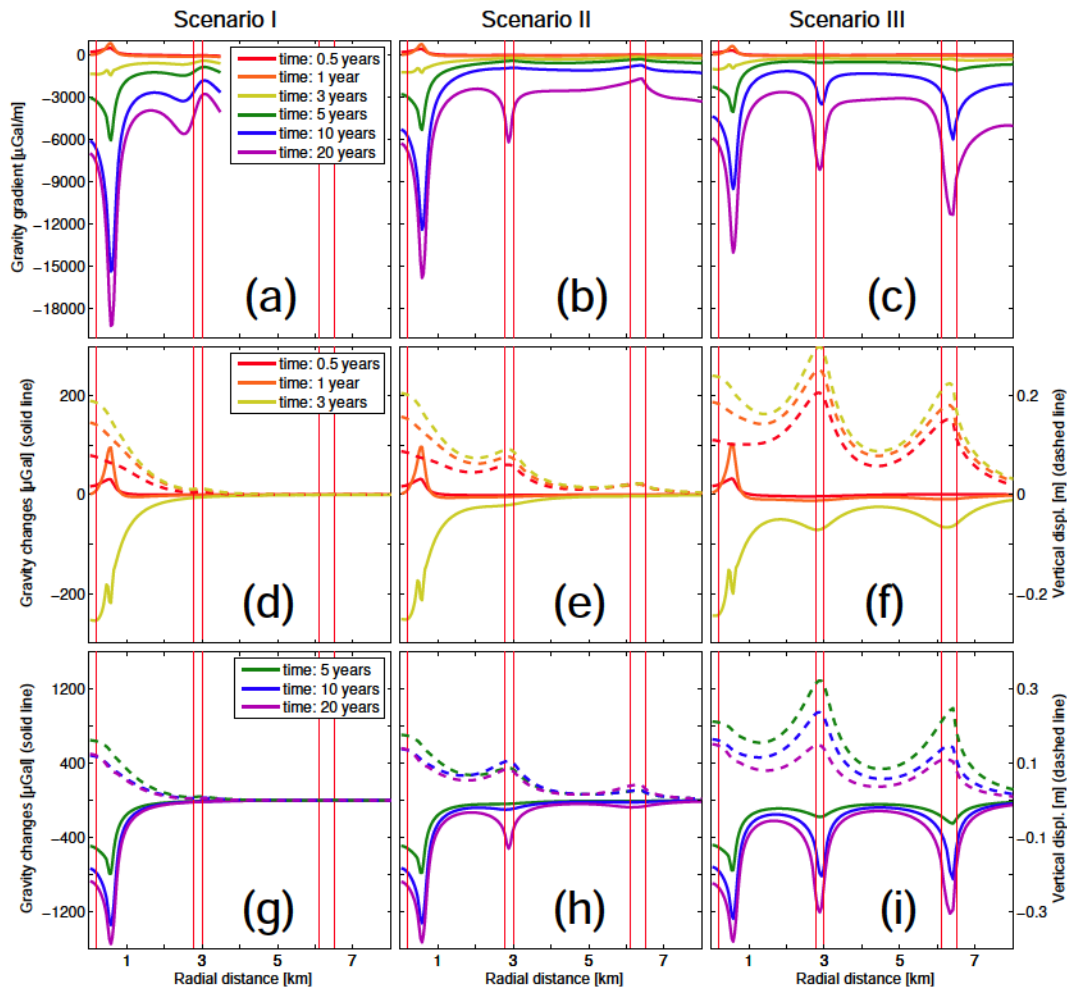 Scenario I
Scenario II
Scenario III
Gravity gradient [μGal/m]
0
-3000
-6000
-9000
-12000
-15000
-18000
time: 0.5 years
time: 1 year
time: 3 years
time: 5 years
time: 10 years
time: 20 years
(a)
(b)
(c)
Gravity changes [μGal] (solid line)
200
0
-200
time: 0.5 years
time: 1 year
time: 3 years
(d)
(e)
(f)
0.2
0
-0.2
Vertical displ. [m] (dashed line)
Gravity changes [μGal] (solid line)
1200
400
-400
-1200
time: 5 years
time: 10 years
time: 20 years
(g)
(h)
(i)
0.3
0.1
-0.1
-0.3
Vertical displ. [m] (dashed line)
1 3 5 7
1 3 5 7
1 3 5 7
Radial distance [km]
Radial distance [km]
Radial distance [km]